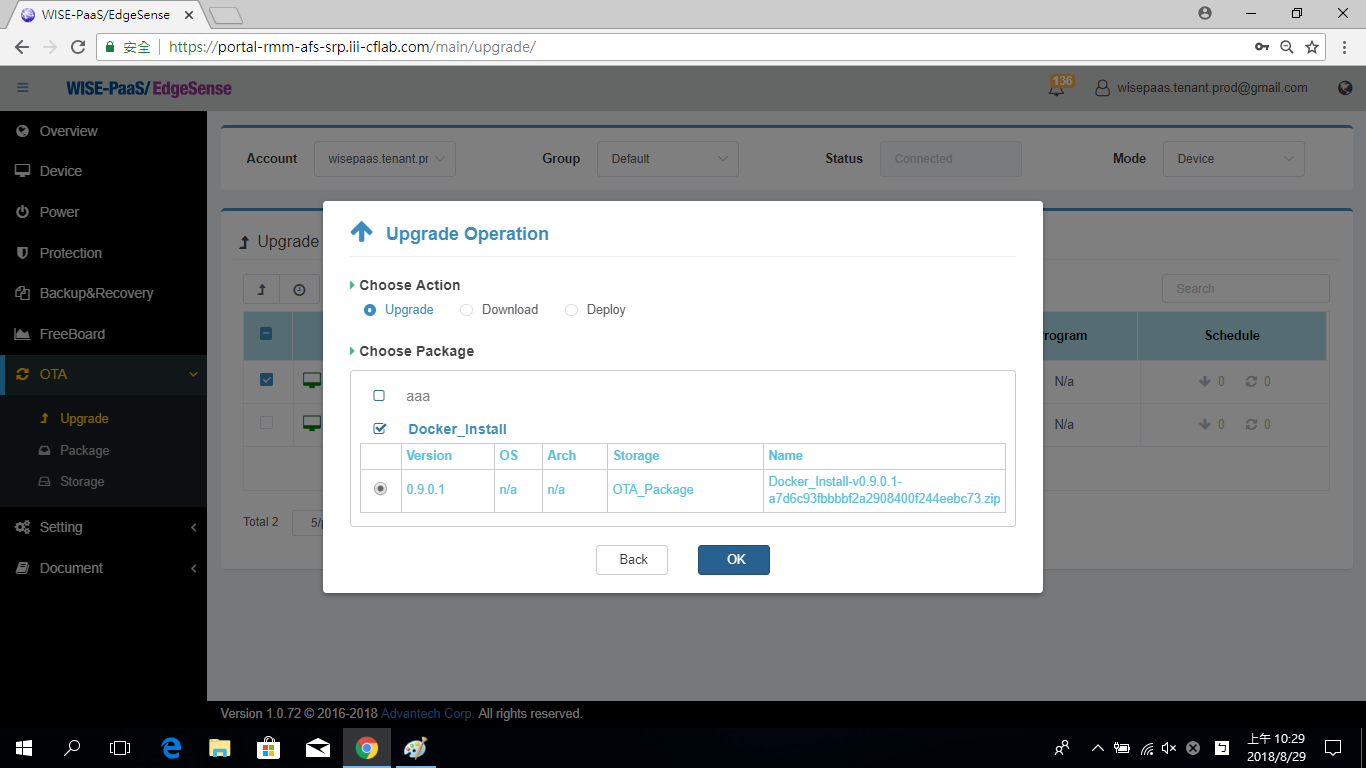 WISE-PaaS/EdgeSense
安全 https://portal-rmm-afs-srp.iii-cflab.com/main/upgrade/
WISE-PaaS/EdgeSense
136
wisepaas.tenant.prod@gmail.com
Overview
Device
Power
Protection
Backup&Recovery
FreeBoard
OTA
Upgrade
Package
Storage
Setting
Document
Account wisepaas.tenant.pr Group Default Status Connected Mode Device
Upgrade
Search
rogram Schedule
N/a 0 0
N/a 0 0
Total 2 5/
Upgrade Operation
Choose Action
Upgrade Download Deploy
Choose Package
aaa
Docker_Install
Version OS Arch Storage Name
0.9.0.1 n/a n/a OTA_Package Docker_Install-v0.9.0.1-
a7d6c93fbbbbf2a2908400f244eebc73.zip
Back OK
Version 1.0.72 © 2016-2018 Advantech Corp. All rights reserved.
上午 10:29
2018/8/29